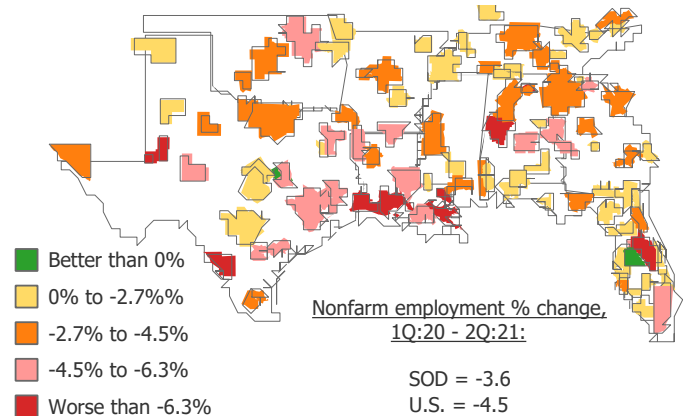 Better than 0%
0% to -2.7%%
-2.7% to -4.5%
-4.5% to -6.3%
Worse than -6.3%
Nonfarm employment % change,
1Q:20 - 2Q:21:
SOD = -3.6
U.S. = -4.5